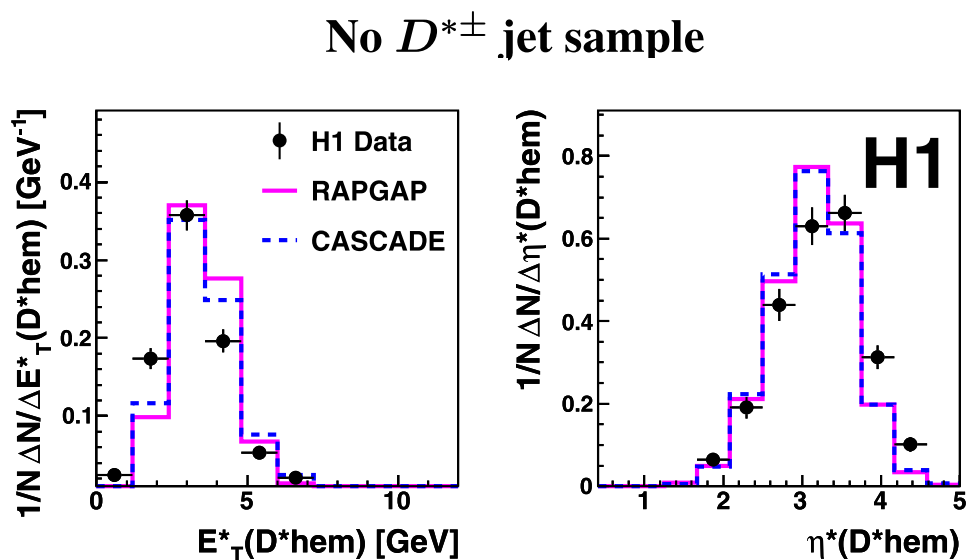 No D*± jet sample
1/N ΔN/ΔE*T(D*hem) [GeV-1]
0.4
0.3
0.2
0.1
0
5
10
E*T(D*hem) [GeV]
H1 Data
RAPGAP
CASCADE
1/N ΔN/Δη*(D*hem)
0.8
0.6
0.4
0.2
0
1
2
3
4
5
η*(D*hem)
H1